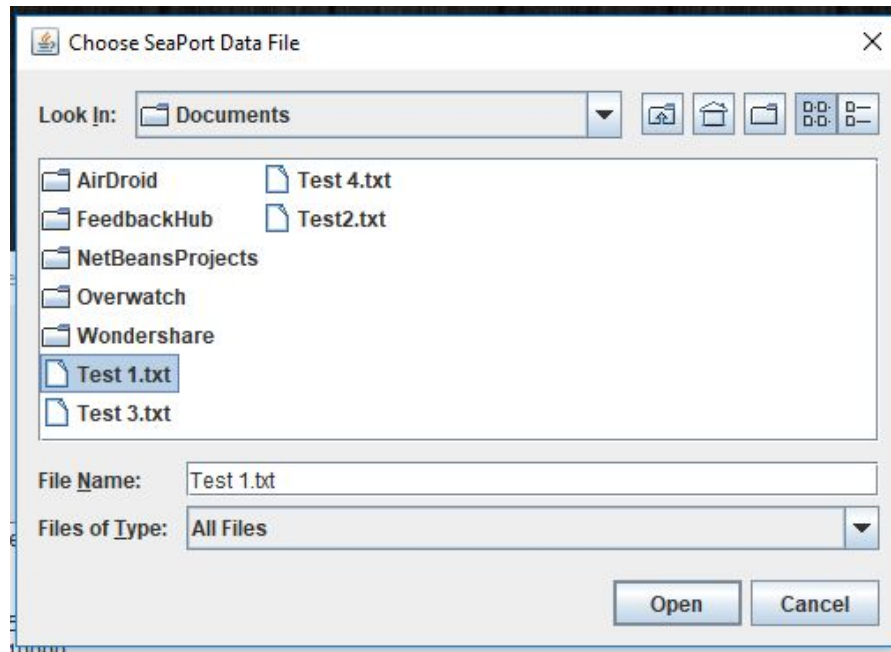 Choose SeaPort Data File
Look In: Documents
AirDroid Test 4.txt
FeedbackHub Test2.txt
NetBeansProjects
Overwatch
Wondershare
Test 1.txt
Test 3.txt
File Name: Test 1.txt
Files of Type: All Files
Open Cancel